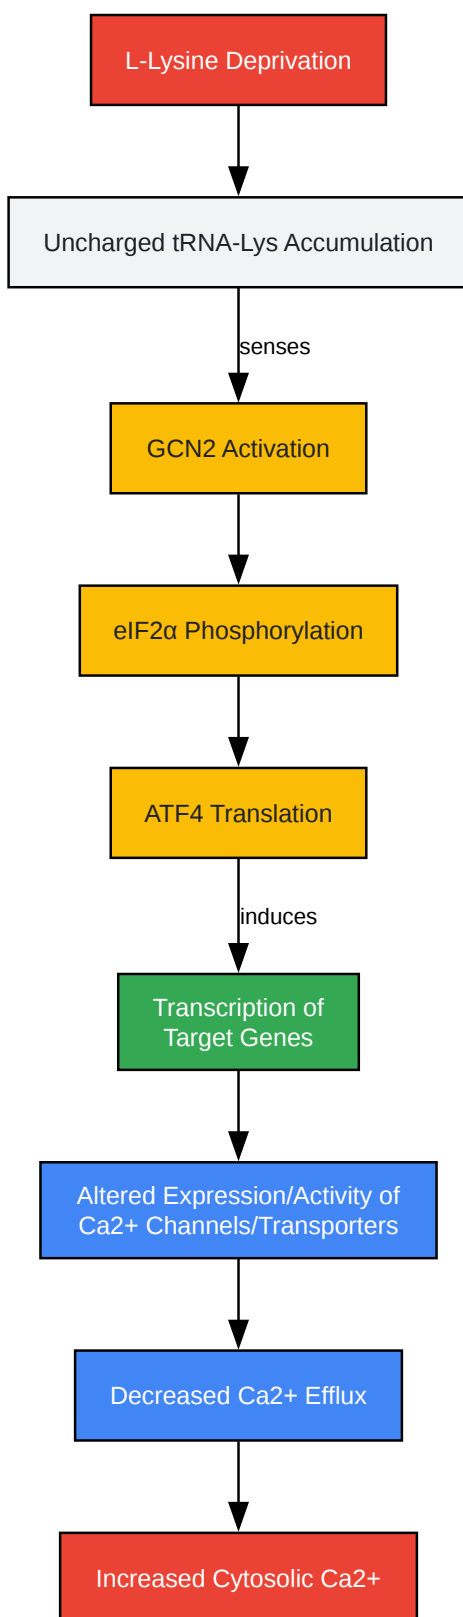 L-Lysine Deprivation
Uncharged tRNA-Lys Accumulation
senses
GCN2 Activation
eIF2α Phosphorylation
ATF4 Translation
induces
Transcription of
Target Genes
Altered Expression/Activity of
Ca2+ Channels/Transporters
Decreased Ca2+ Efflux
Increased Cytosolic Ca2+